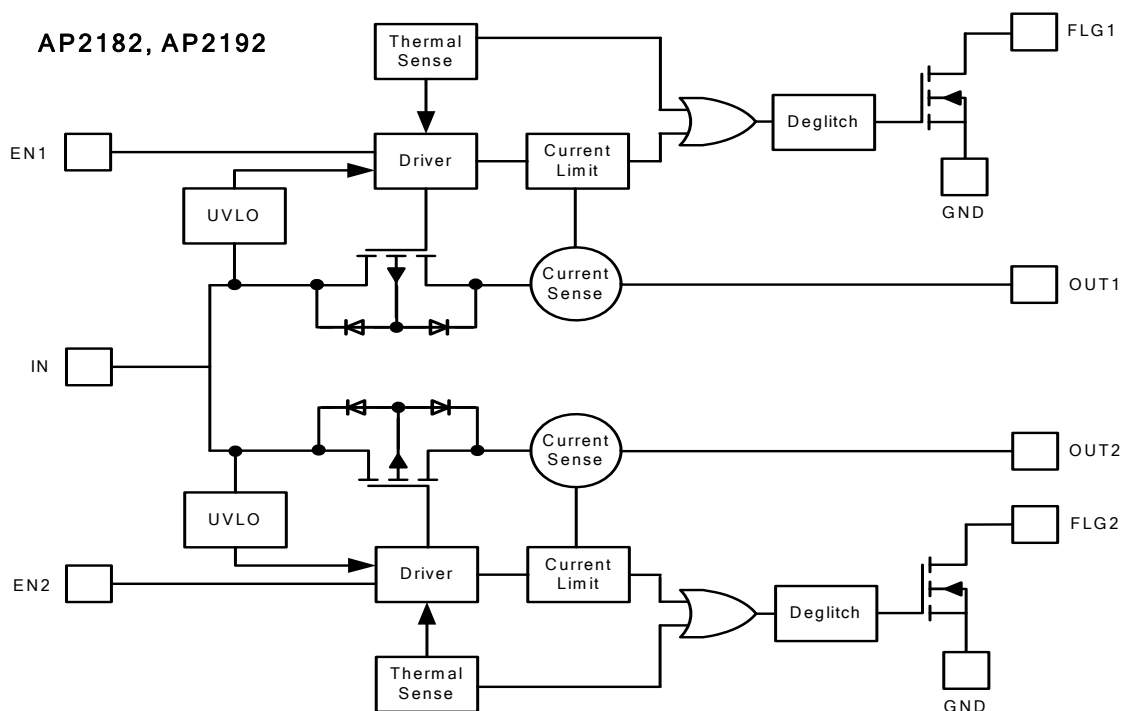 AP2182, AP2192
Thermal
Sense
FLG1
EN1
Driver
Current
Limit
Deglitch
UVLO
GND
Current
Sense
OUT1
IN
Current
Sense
OUT2
UVLO
FLG2
EN2
Driver
Current
Limit
Deglitch
Thermal
Sense
GND